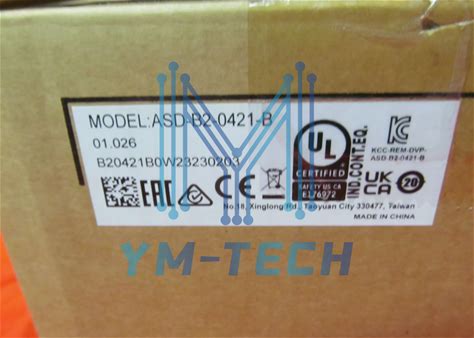 MODEL:ASD-B2-0421-B
01.026
B20421B0W23230203
EAC
CE
UL
CERTIFIED
SAFETY US CA
E176972
IND.CONT.EQ.
KCC-REM-DVP-
ASD-B2-0421-B
UK
CA
20
No.18, Xinglong Rd., Taoyuan City 330477, Taiwan
MADE IN CHINA
YM-TECH